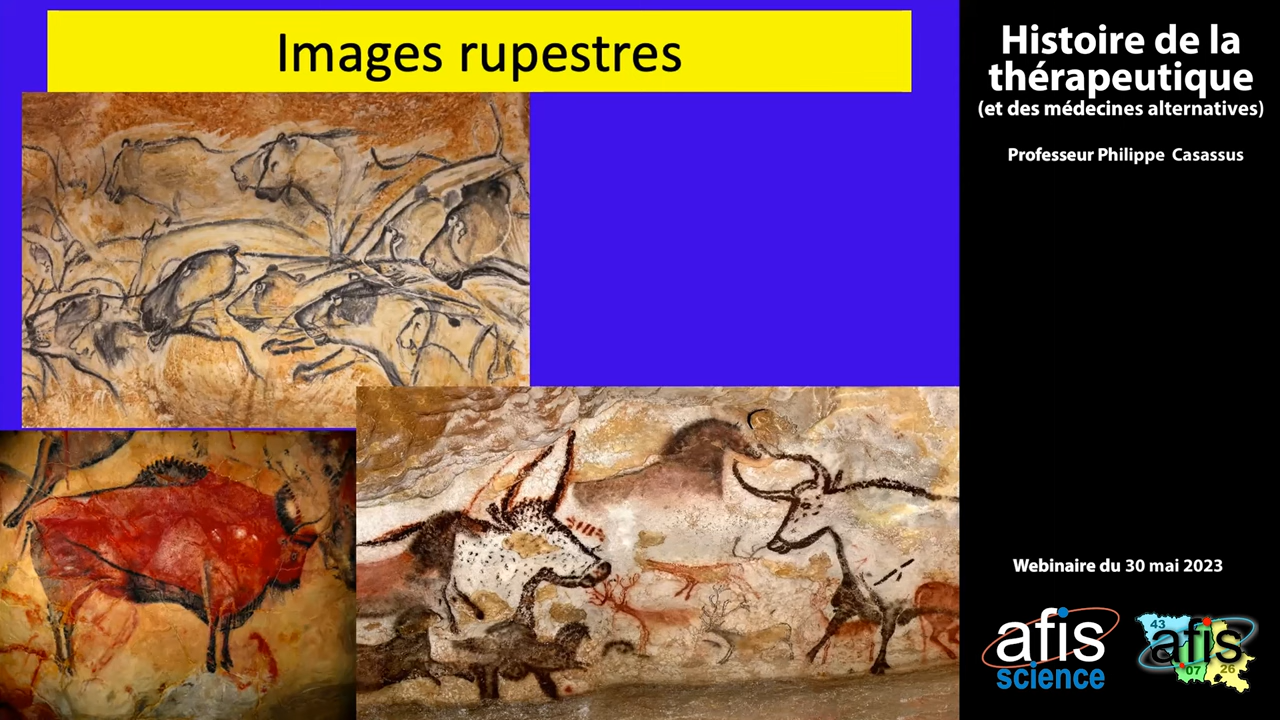 Images rupestres
Histoire de la
thérapeutique
(et des médecines alternatives)
Professeur Philippe Casassus
Webinaire du 30 mai 2023
afis
science
43
afis
07
26